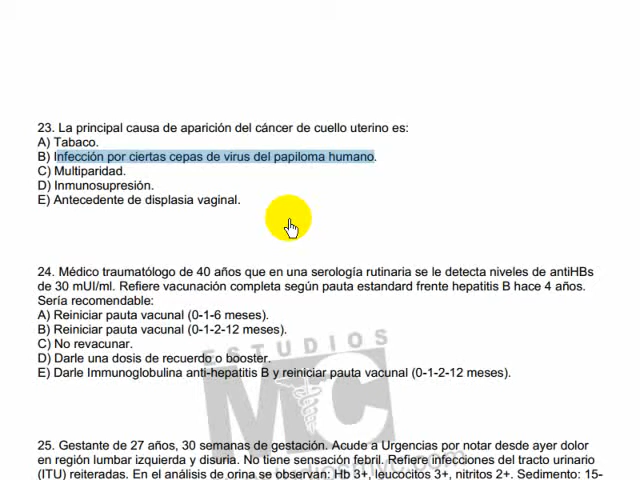 23. La principal causa de aparición del cáncer de cuello uterino es:
A) Tabaco.
B) Infección por ciertas cepas de virus del papiloma humano.
C) Multiparidad.
D) Inmunosupresión.
E) Antecedente de displasia vaginal.
24. Médico traumatólogo de 40 años que en una serología rutinaria se le detecta niveles de antiHBs
de 30 mUI/ml. Refiere vacunación completa según pauta estandard frente hepatitis B hace 4 años.
Sería recomendable:
A) Reiniciar pauta vacunal (0-1-6 meses).
B) Reiniciar pauta vacunal (0-1-2-12 meses).
C) No revacunar.
D) Darle una dosis de recuerdo o booster.
E) Darle Immunoglobulina anti-hepatitis B y reiniciar pauta vacunal (0-1-2-12 meses).
ESTUDIOS
MC
25. Gestante de 27 años, 30 semanas de gestación. Acude a Urgencias por notar desde ayer dolor
en región lumbar izquierda y disuria. No tiene sensación febril. Refiere infecciones del tracto urinario
(ITU) reiteradas. En el análisis de orina se observan: Hb 3+, leucocitos 3+, nitritos 2+. Sedimento: 15-